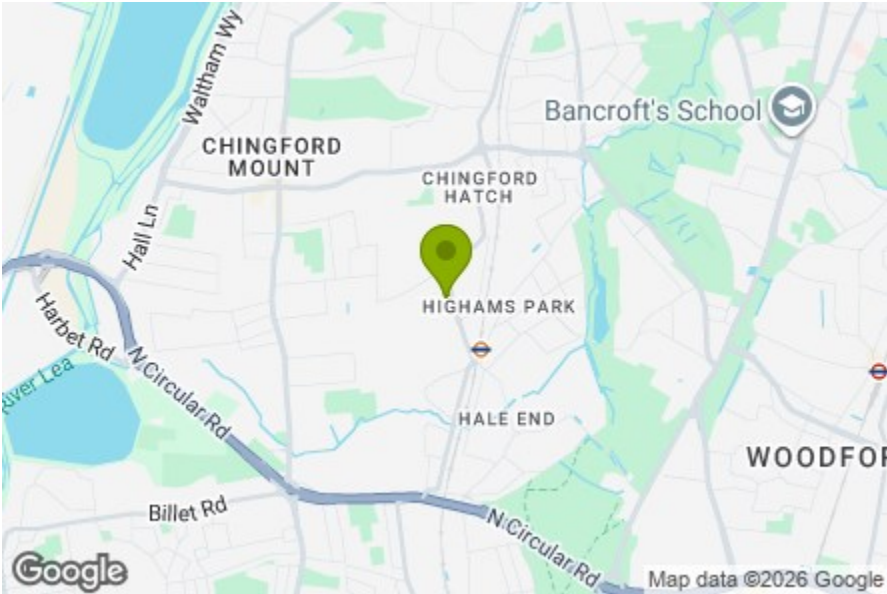 Waltham Wy
Bancroft's School
CHINGFORD
MOUNT
CHINGFORD
HATCH
Hall Ln
HIGHAMS PARK
Harbet Rd
River Lea
N Circular Rd
HALE END
WOODFOR
Billet Rd
N Circular Rd
Google
Map data ©2026 Google